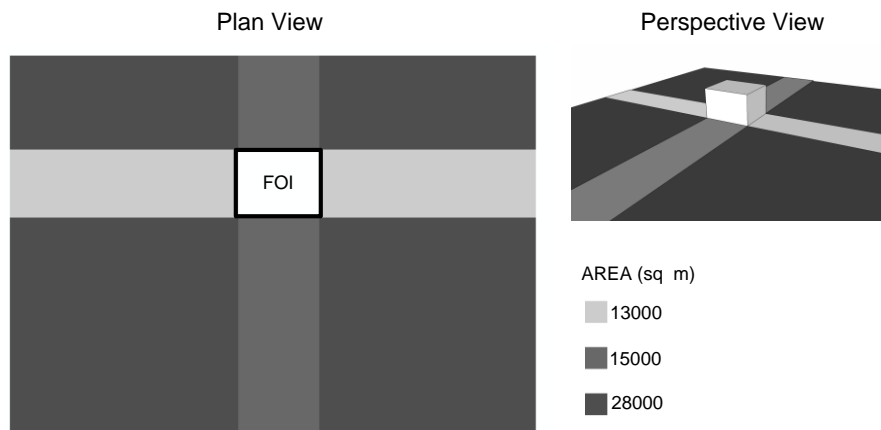 Plan View
Perspective View
FOI
AREA (sq m)
13000
15000
28000